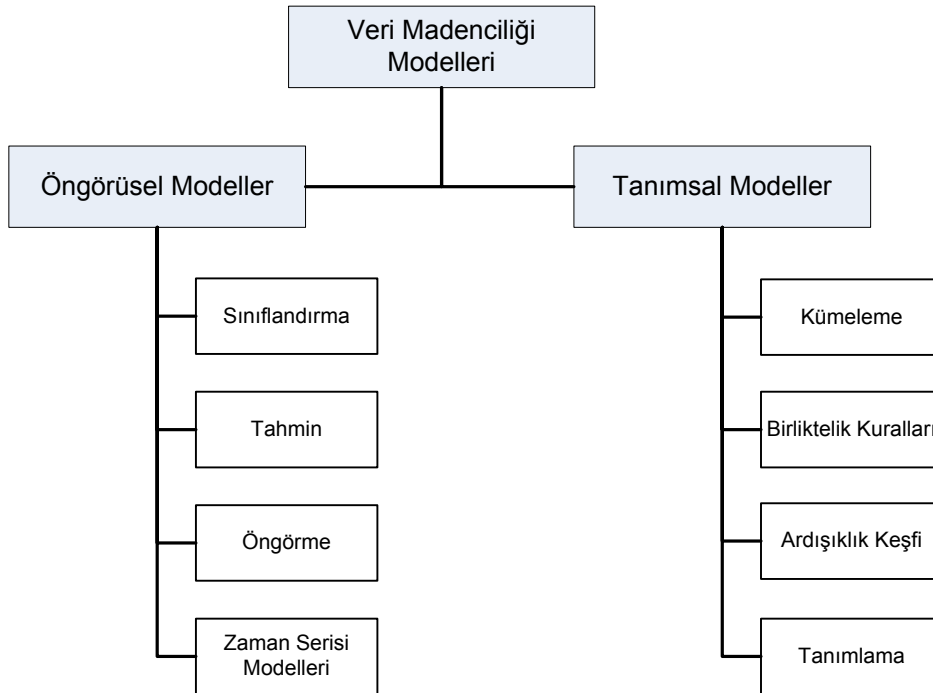 Veri Madenciliği
Modelleri
Öngörüsel Modeller
Tanımsal Modeller
Sınıflandırma
Kümeleme
Tahmin
Birliktelik Kuralları
Öngörme
Ardışıklık Keşfi
Zaman Serisi
Modelleri
Tanımlama